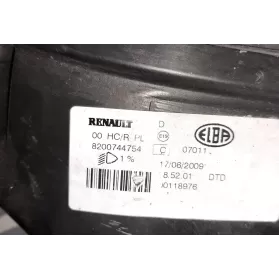 RENAULT D
00 HC/R PL ELBA
8200744754 C 07011
1% 17/06/2009
8.52.01 DTD
/0118976